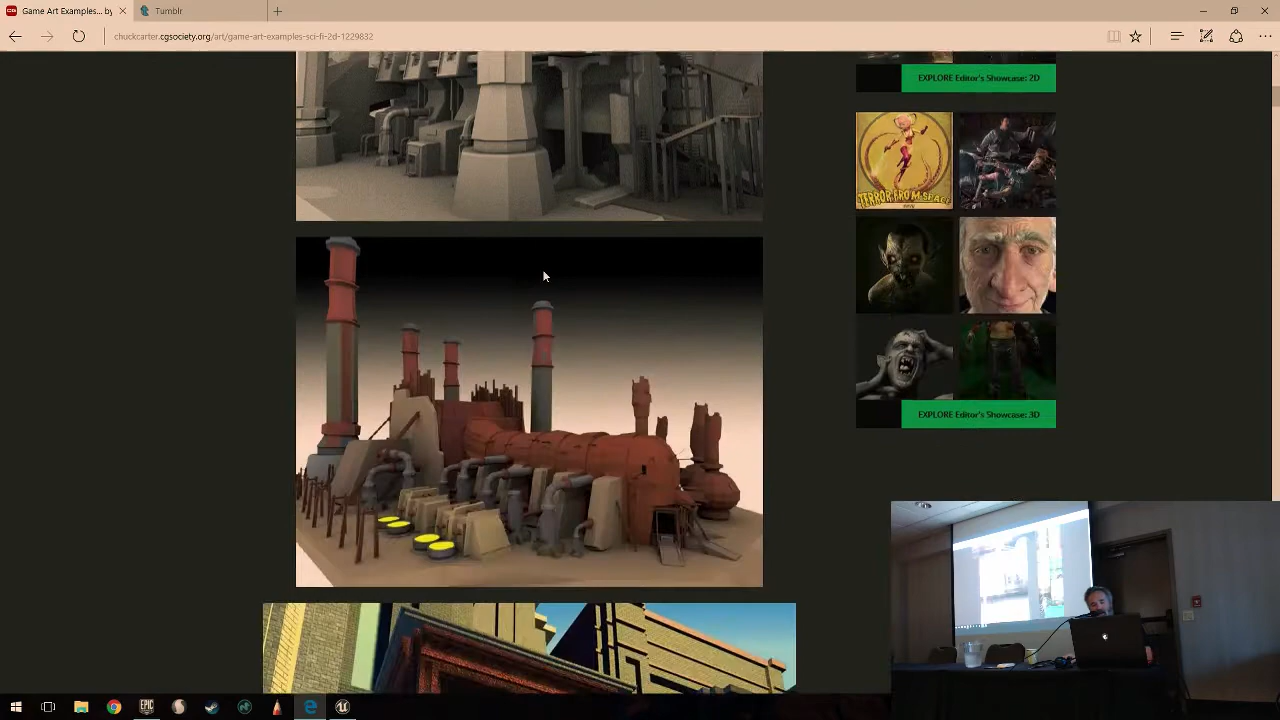 Game Art Examples... by
Tumblr
chuckcarter.cgsociety.org/art/game-art-examples-sci-fi-2d-1229832
EXPLORE Editor's Showcase: 2D
TERROR FROM SPACE
EXPLORE Editor's Showcase: 3D
EPIC